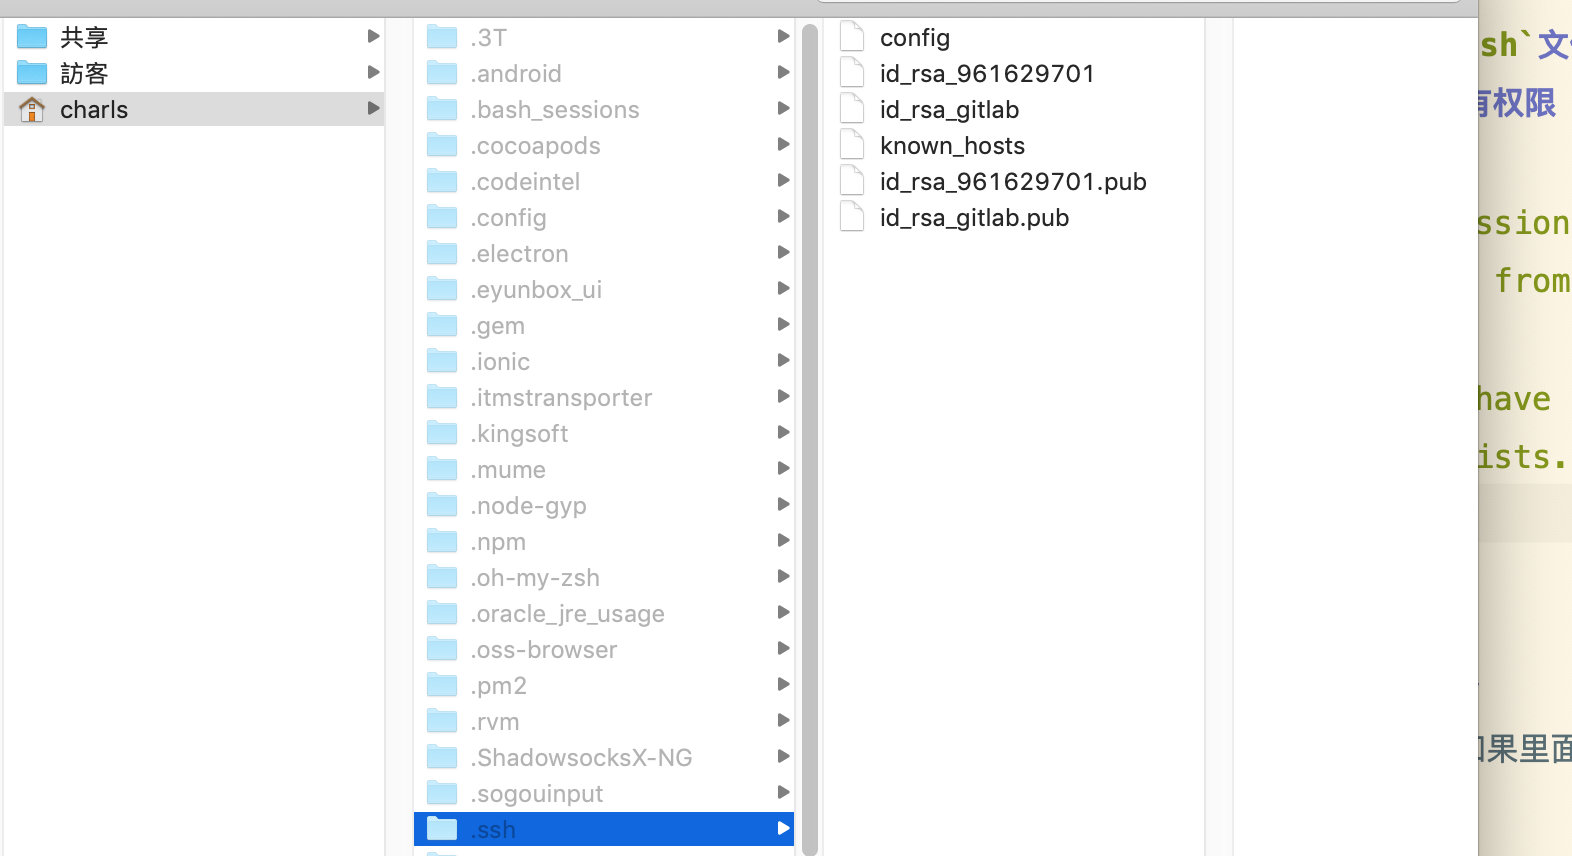 共享
訪客
charls
.3T
.android
.bash_sessions
.cocoapods
.codeintel
.config
.electron
.eyunbox_ui
.gem
.ionic
.itmstransporter
.kingsoft
.mume
.node-gyp
.npm
.oh-my-zsh
.oracle_jre_usage
.oss-browser
.pm2
.rvm
.ShadowsocksX-NG
.sogouinput
.ssh
config
id_rsa_961629701
id_rsa_gitlab
known_hosts
id_rsa_961629701.pub
id_rsa_gitlab.pub
sh`文
有权限
ssion
from
have
ists.
如果里面